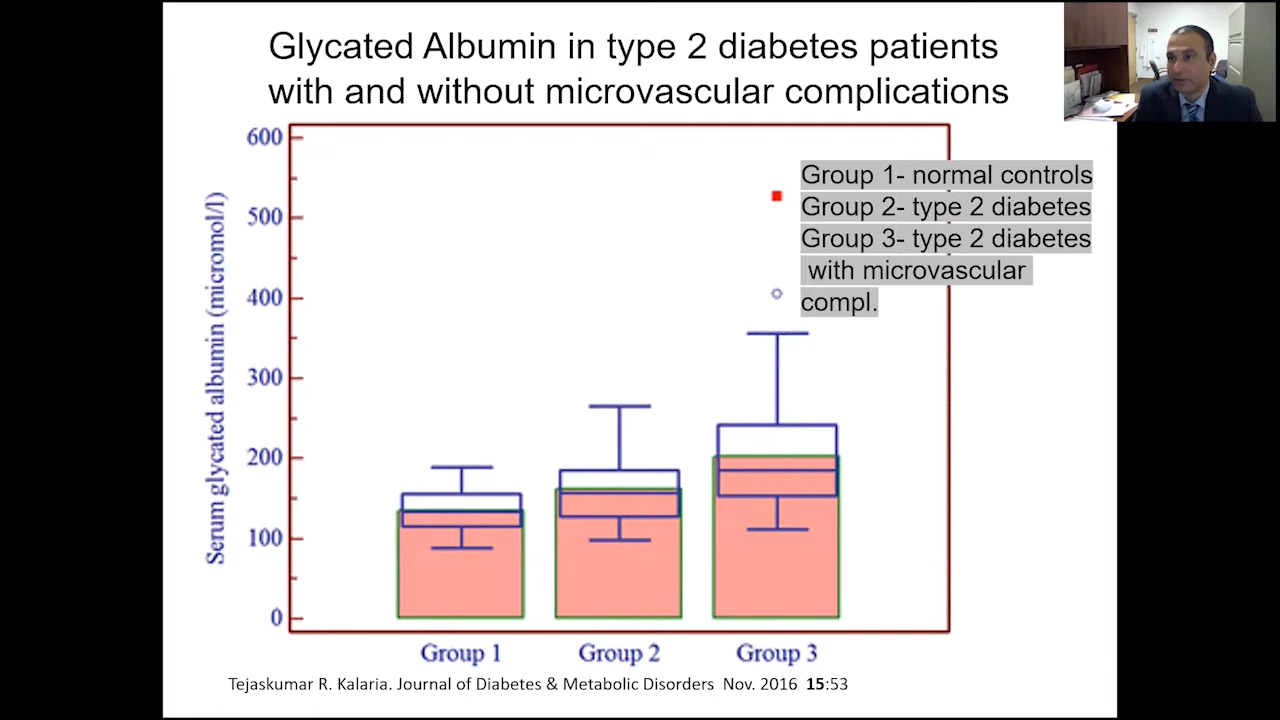 Glycated Albumin in type 2 diabetes patients
with and without microvascular complications
Serum glycated albumin (micromol/l)
600
500
400
300
200
100
0
Group 1- normal controls
Group 2- type 2 diabetes
Group 3- type 2 diabetes
with microvascular
compl.
Group 1
Group 2
Group 3
Tejaskumar R. Kalaria. Journal of Diabetes & Metabolic Disorders Nov. 2016 15:53